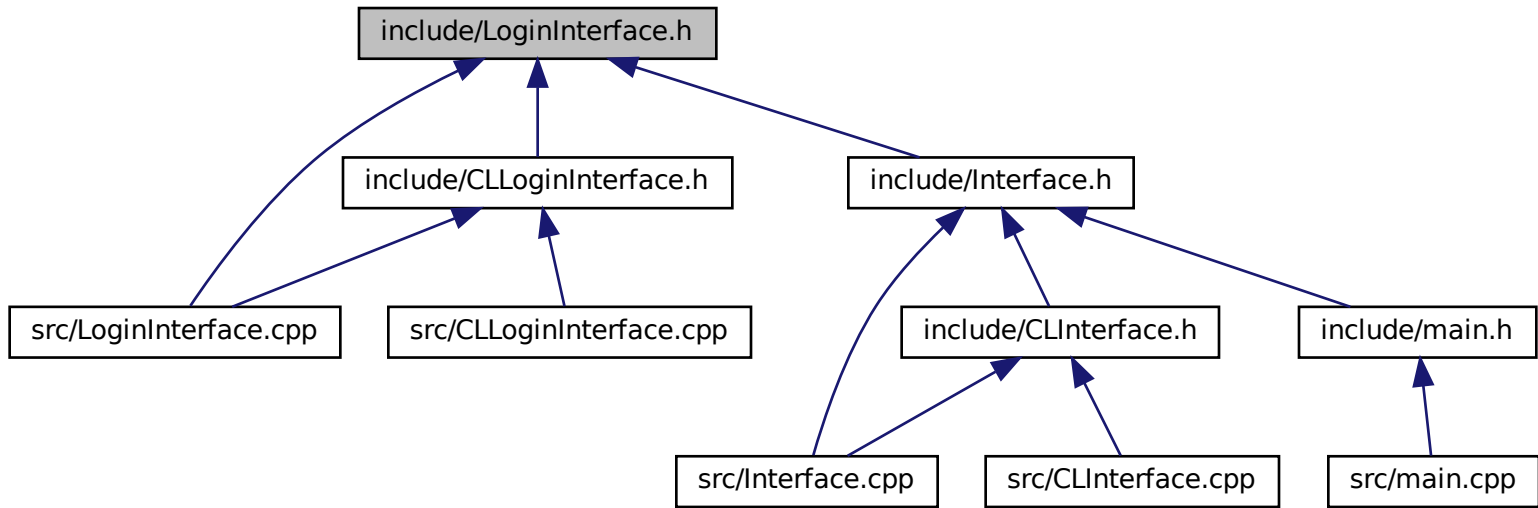 include/LoginInterface.h
include/CLLoginInterface.h
include/Interface.h
src/LoginInterface.cpp
src/CLLoginInterface.cpp
include/CLInterface.h
include/main.h
src/Interface.cpp
src/CLInterface.cpp
src/main.cpp